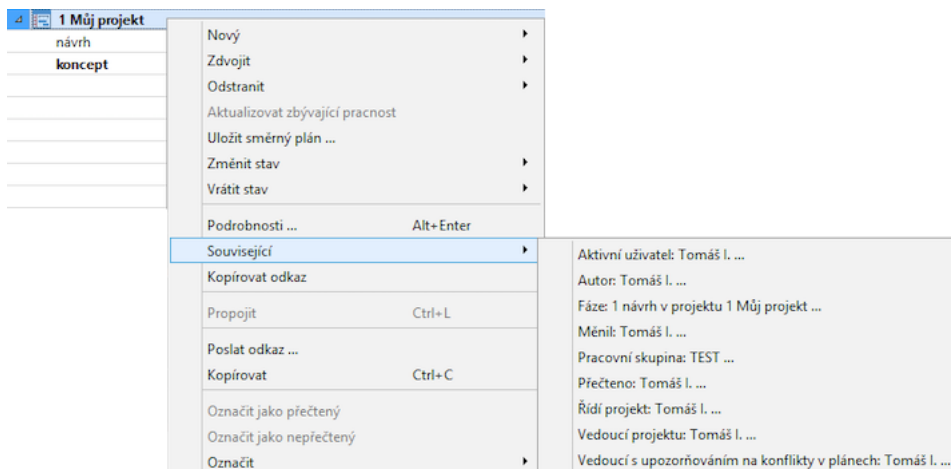 1 Můj projekt
návrh
koncept
Nový
Zdvojit
Odstranit
Aktualizovat zbývající pracnost
Uložit směrný plán ...
Změnit stav
Vrátit stav
Podrobnosti ... Alt+Enter
Související
Kopírovat odkaz
Propojit Ctrl+L
Poslat odkaz ...
Kopírovat Ctrl+C
Označit jako přečtený
Označit jako nepřečtený
Označit
Aktivní uživatel: Tomáš I. ...
Autor: Tomáš I. ...
Fáze: 1 návrh v projektu 1 Můj projekt ...
Měnil: Tomáš I. ...
Pracovní skupina: TEST ...
Přečteno: Tomáš I. ...
Řídí projekt: Tomáš I. ...
Vedoucí projektu: Tomáš I. ...
Vedoucí s upozorňováním na konflikty v plánech: Tomáš I. ...